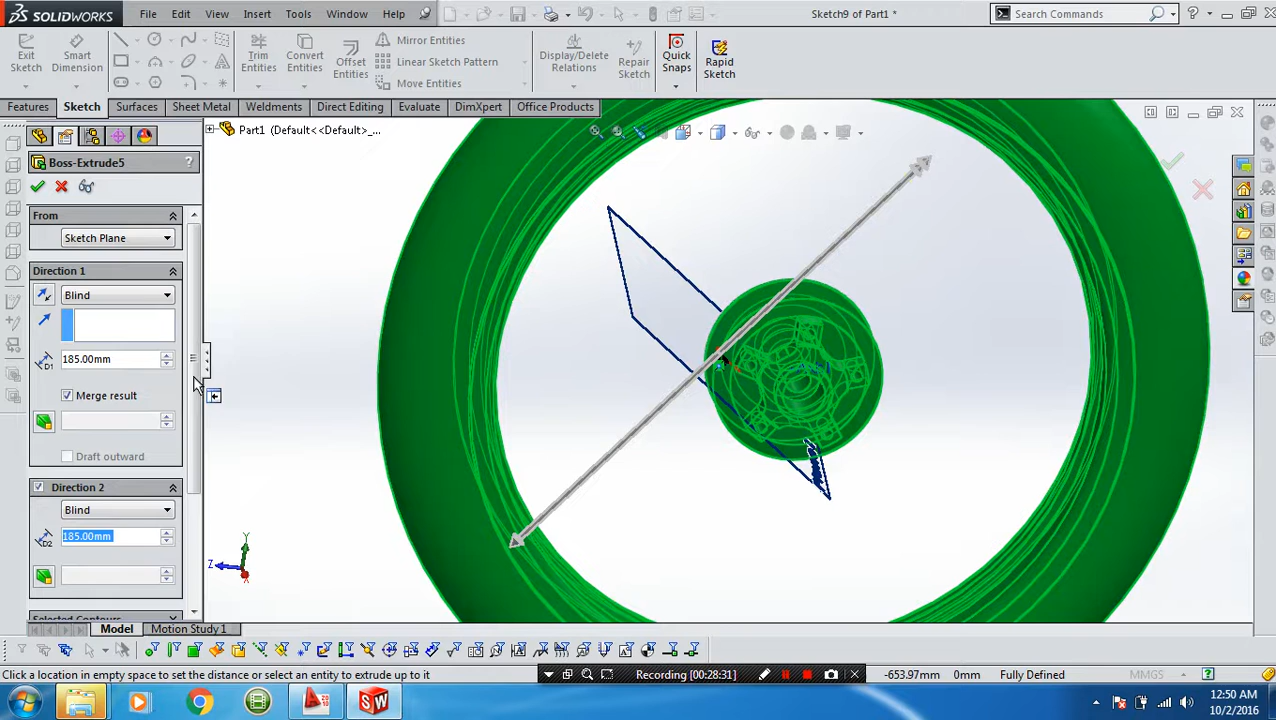 SOLIDWORKS
File
Edit
View
Insert
Tools
Window
Help
Sketch9 of Part1 *
Search Commands
Exit
Sketch
Smart
Dimension
Trim
Entities
Convert
Entities
Offset
Entities
Mirror Entities
Linear Sketch Pattern
Move Entities
Display/Delete
Relations
Repair
Sketch
Quick
Snaps
Rapid
Sketch
Features
Sketch
Surfaces
Sheet Metal
Weldments
Direct Editing
Evaluate
DimXpert
Office Products
Part1 (Default<<Default>_...
Boss-Extrude5
?
From
Sketch Plane
Direction 1
Blind
D1
185.00mm
Merge result
Draft outward
Direction 2
Blind
D2
185.00mm
Selected Contours
Y
Z
X
Model
Motion Study 1
Click a location in empty space to set the distance or select an entity to extrude up to it
Recording [00:28:31]
-653.97mm
0mm
Fully Defined
MMGS
12:50 AM
10/2/2016